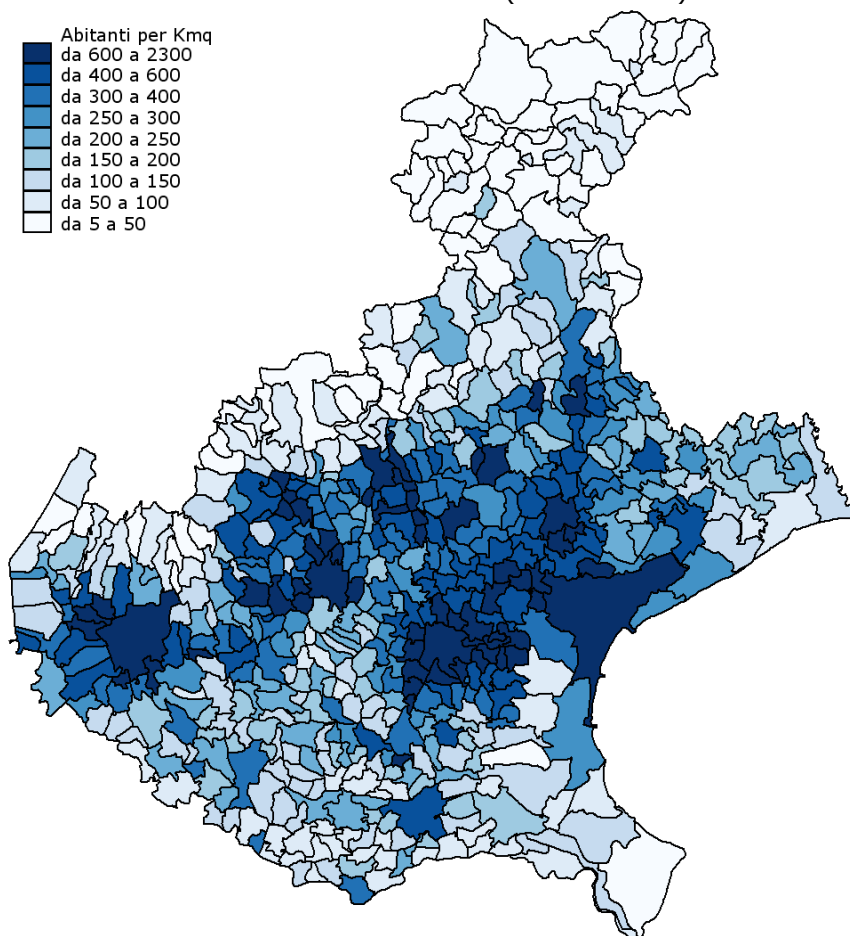 Abitanti per Kmq
da 600 a 2300
da 400 a 600
da 300 a 400
da 250 a 300
da 200 a 250
da 150 a 200
da 100 a 150
da 50 a 100
da 5 a 50